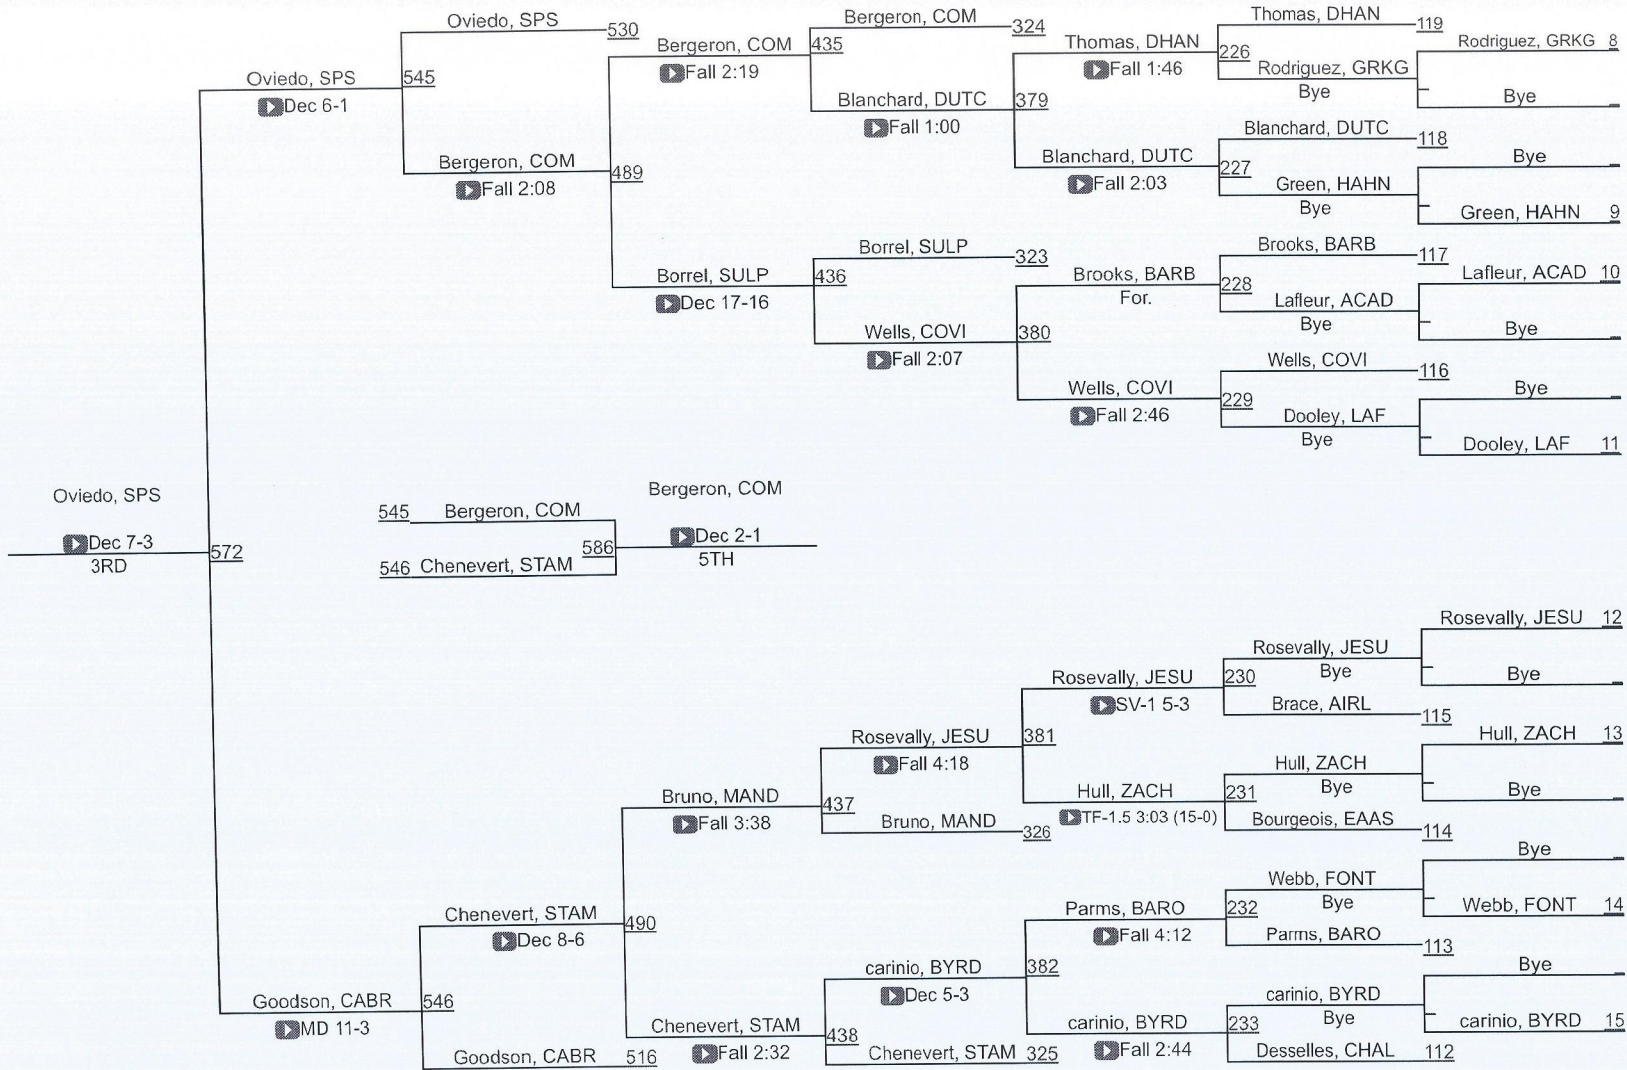 Oviedo, SPS 530
Bergeron, COM 324
Thomas, DHAN 119
Rodriguez, GRKG 8
Bergeron, COM 435
Thomas, DHAN 226
Fall 2:19
Fall 1:46
Rodriguez, GRKG
Bye
Bye
Oviedo, SPS 545
Dec 6-1
Blanchard, DUTC 379
Fall 1:00
Blanchard, DUTC 118
Bergeron, COM 489
Fall 2:08
Blanchard, DUTC 227
Fall 2:03
Bye
Green, HAHN
Bye
Green, HAHN 9
Borrel, SULP 323
Brooks, BARB 117
Borrel, SULP 436
Dec 17-16
Brooks, BARB 228
For.
Lafleur, ACAD 10
Lafleur, ACAD
Bye
Bye
Wells, COVI 380
Fall 2:07
Wells, COVI 116
Wells, COVI 229
Fall 2:46
Bye
Dooley, LAF
Bye
Dooley, LAF 11
Oviedo, SPS
Dec 7-3
3RD
572
545 Bergeron, COM
586
546 Chenevert, STAM
Bergeron, COM
Dec 2-1
5TH
Rosevally, JESU 12
Rosevally, JESU
Bye
Bye
Rosevally, JESU 230
SV-1 5-3
Brace, AIRL 115
Rosevally, JESU 381
Fall 4:18
Hull, ZACH 13
Hull, ZACH
Bye
Bye
Bruno, MAND 437
Fall 3:38
Hull, ZACH 231
TF-1.5 3:03 (15-0)
Bruno, MAND 326
Bourgeois, EAAS 114
Bye
Webb, FONT
Bye
Webb, FONT 14
Chenevert, STAM 490
Dec 8-6
Parms, BARO 232
Fall 4:12
Parms, BARO 113
carinio, BYRD 382
Dec 5-3
Bye
carinio, BYRD
Bye
carinio, BYRD 15
Goodson, CABR 546
MD 11-3
Chenevert, STAM 438
Fall 2:32
carinio, BYRD 233
Fall 2:44
Goodson, CABR 516
Chenevert, STAM 325
Desselles, CHAL 112